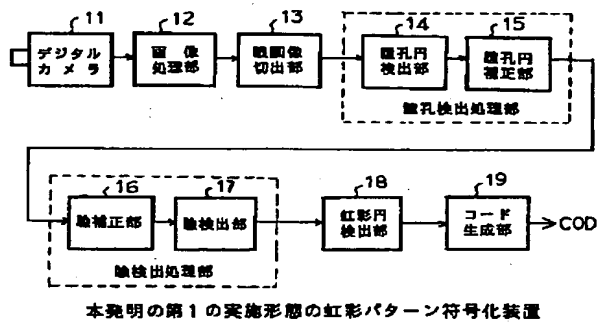 11
デジタル
カメラ
12
画像
処理部
13
眼画像
切出部
14
瞳孔円
検出部
15
瞳孔円
補正部
瞳孔検出処理部
16
瞼補正部
17
瞼検出部
瞼検出処理部
18
虹彩円
検出部
19
コード
生成部
COD
本発明の第1の実施形態の虹彩パターン符号化装置